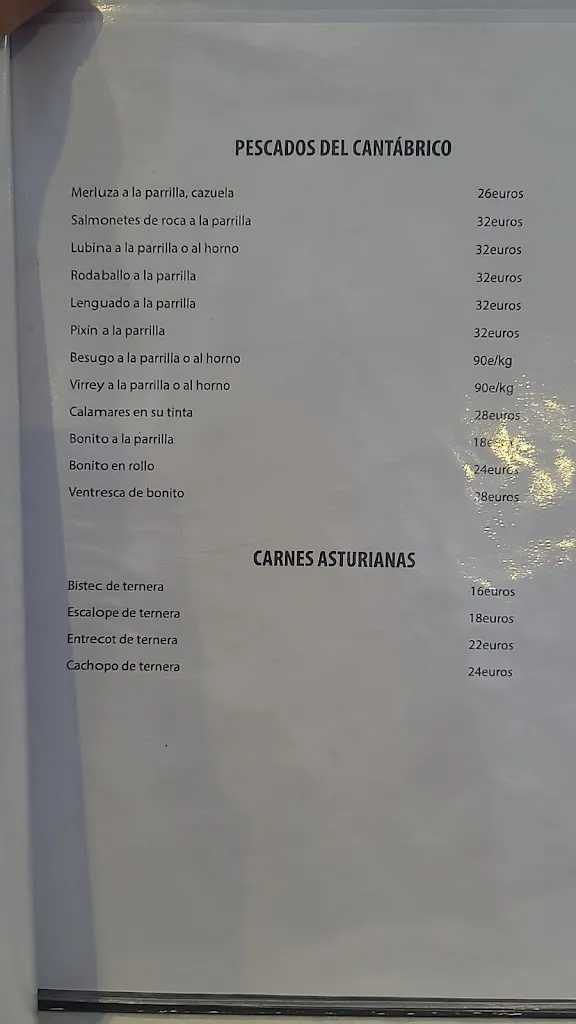 PESCADOS DEL CANTÁBRICO
Merluza a la parrilla, cazuela 26euros
Salmonetes de roca a la parrilla 32euros
Lubina a la parrilla o al horno 32euros
Rodaballo a la parrilla 32euros
Lenguado a la parrilla 32euros
Pixín a la parrilla 32euros
Besugo a la parrilla o al horno 90e/kg
Virrey a la parrilla o al horno 90e/kg
Calamares en su tinta 28euros
Bonito a la parrilla
Bonito en rollo 24euros
Ventresca de bonito
CARNES ASTURIANAS
Bistec de ternera 16euros
Escalope de ternera 18euros
Entrecot de ternera 22euros
Cachopo de ternera 24euros